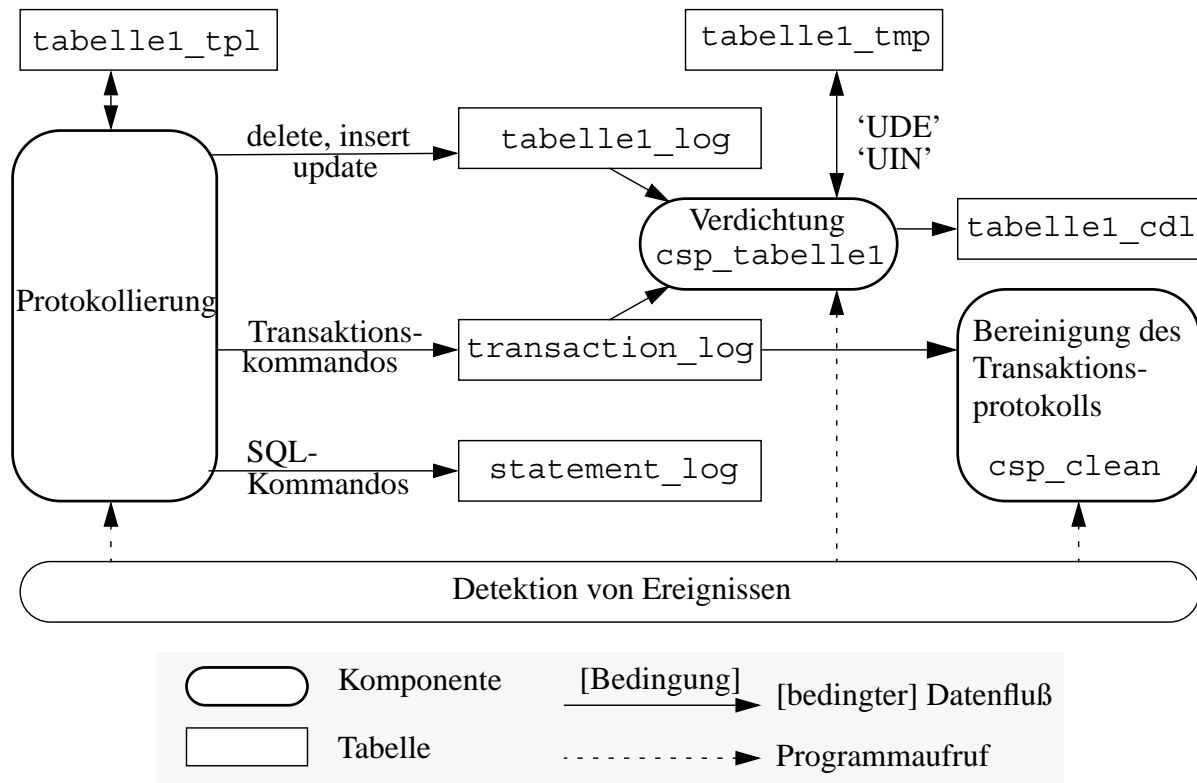 tabelle1_tpl
tabelle1_tmp
delete, insert
update
tabelle1_log
‘UDE’
‘UIN’
Verdichtung
csp_tabelle1
tabelle1_cdl
Protokollierung
Transaktions-
kommandos
transaction_log
Bereinigung des
Transaktions-
protokolls
csp_clean
SQL-
Kommandos
statement_log
Detektion von Ereignissen
Komponente
[Bedingung]
[bedingter] Datenfluß
Tabelle
Programmaufruf